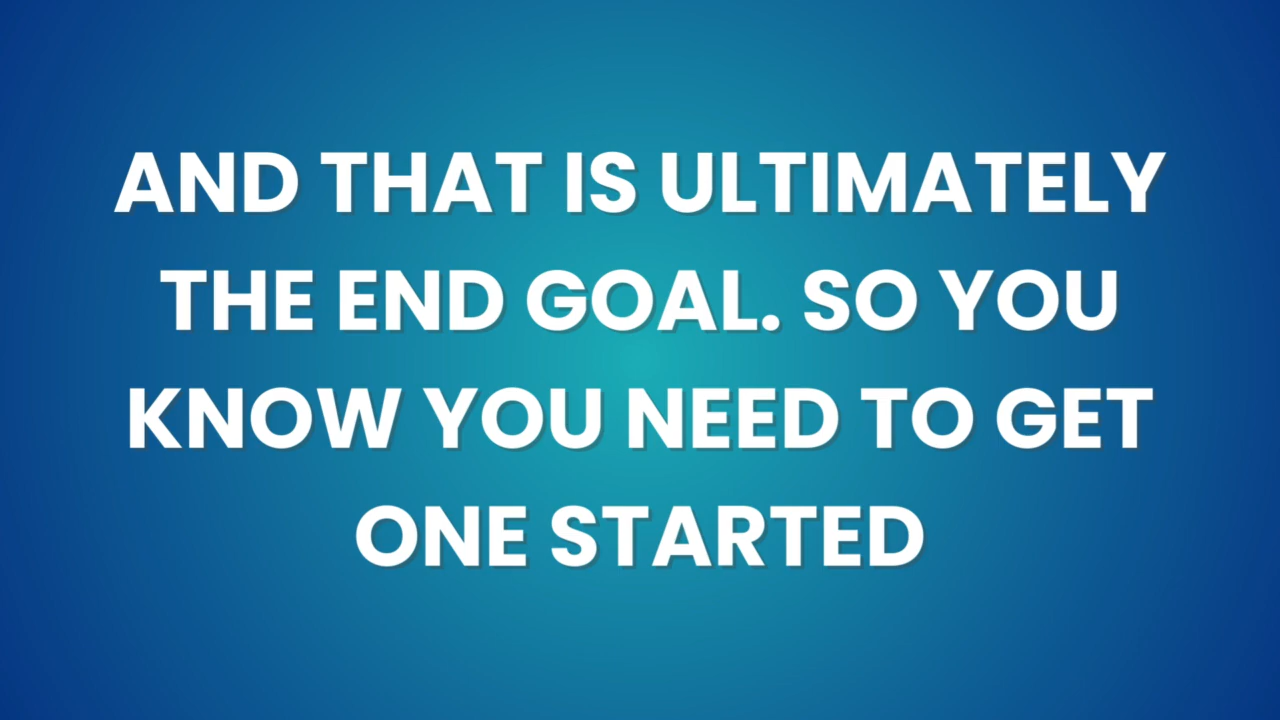 AND THAT IS ULTIMATELY
THE END GOAL. SO YOU
KNOW YOU NEED TO GET
ONE STARTED